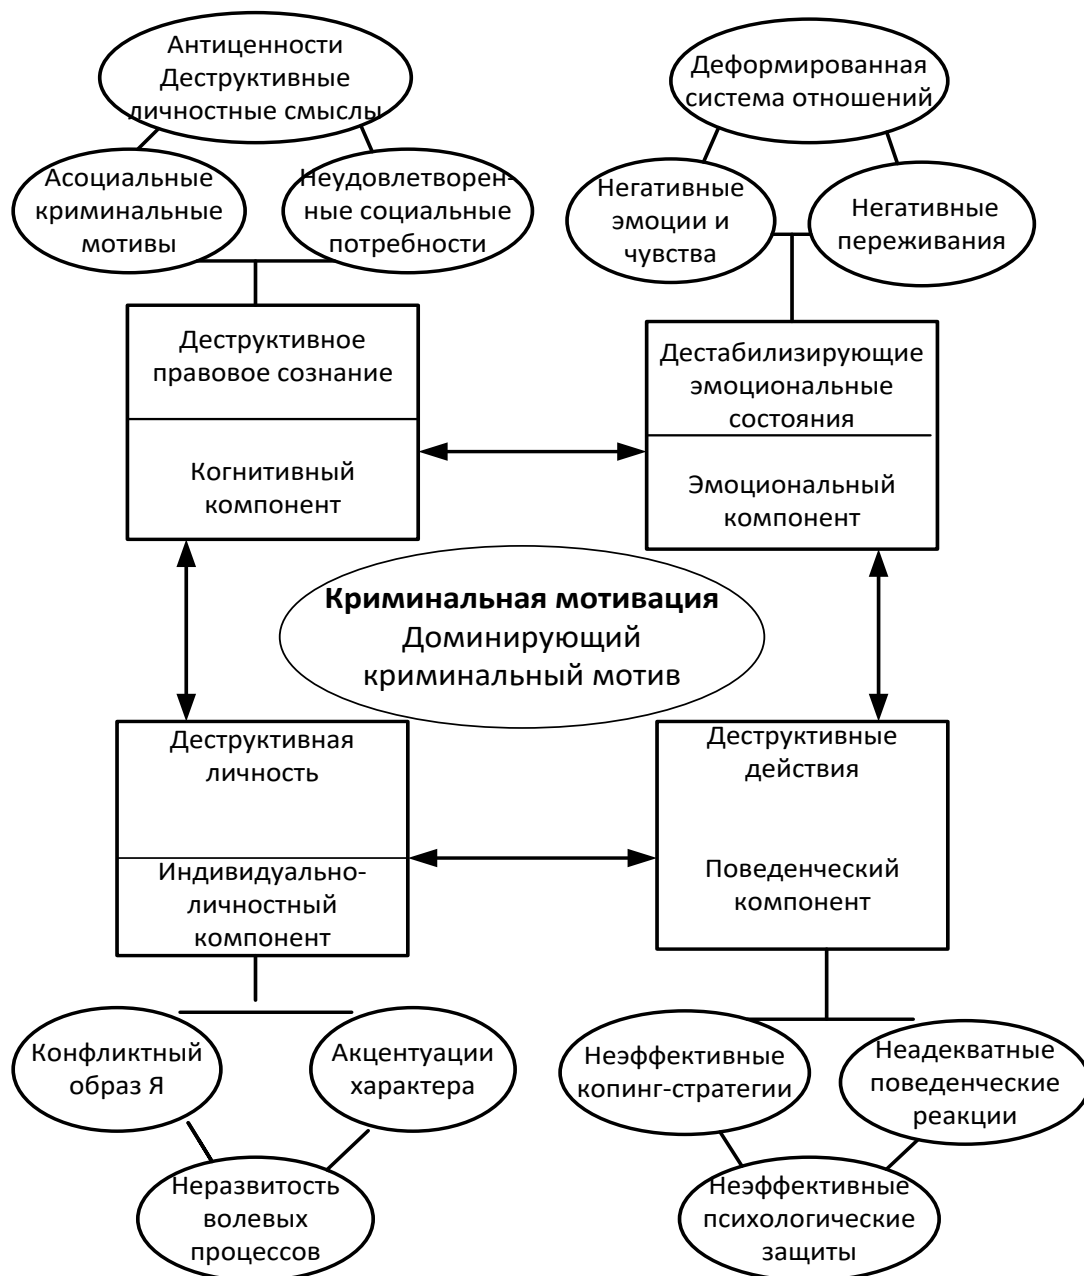 Антиценности
Деструктивные
личностные смыслы
Деформированная
система отношений
Асоциальные
криминальные
мотивы
Неудовлетворен-
ные социальные
потребности
Негативные
эмоции и
чувства
Негативные
переживания
Деструктивное
правовое сознание
Когнитивный
компонент
Дестабилизирующие
эмоциональные
состояния
Эмоциональный
компонент
Криминальная мотивация
Доминирующий
криминальный мотив
Деструктивная
личность
Индивидуально-
личностный
компонент
Деструктивные
действия
Поведенческий
компонент
Конфликтный
образ Я
Акцентуации
характера
Неразвитость
волевых
процессов
Неэффективные
копинг-стратегии
Неадекватные
поведенческие
реакции
Неэффективные
психологические
защиты